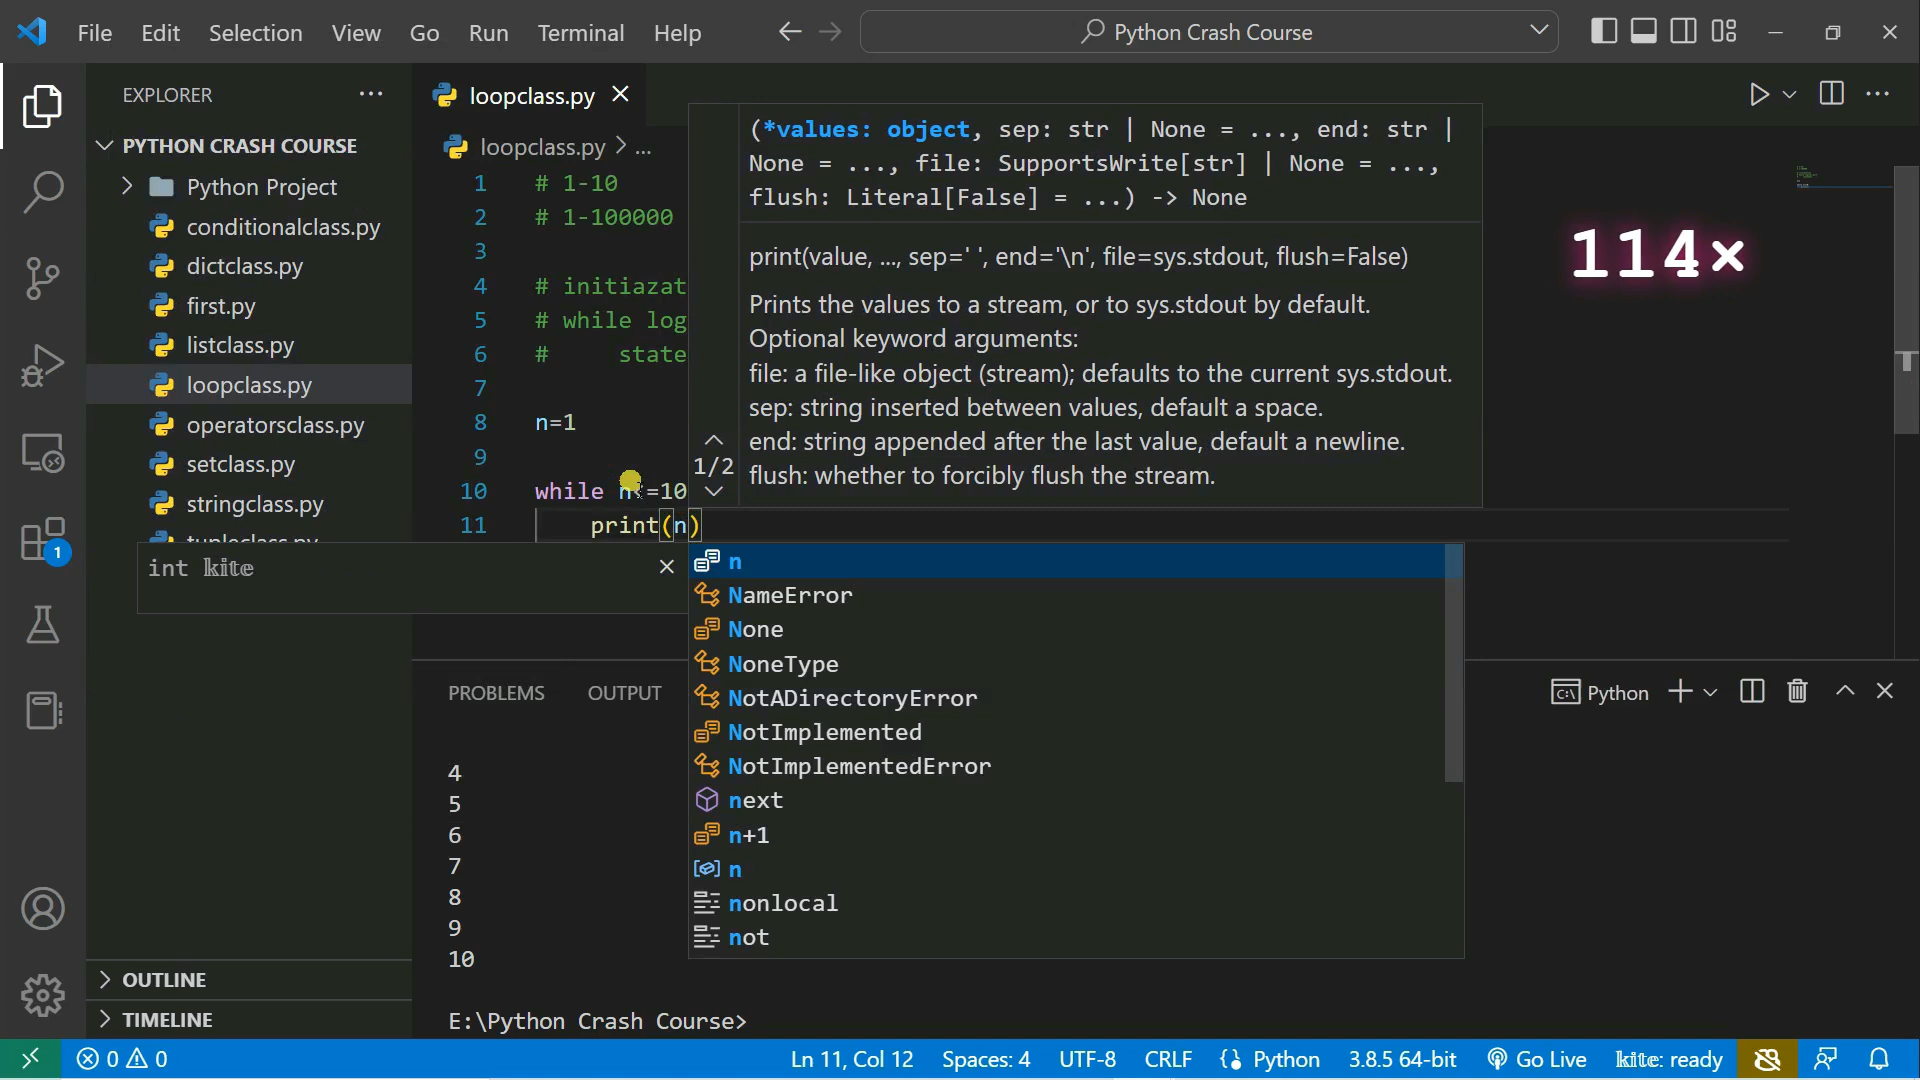 File Edit Selection View Go Run Terminal Help
Python Crash Course
EXPLORER
PYTHON CRASH COURSE
Python Project
conditionalclass.py
dictclass.py
first.py
listclass.py
loopclass.py
operatorsclass.py
setclass.py
stringclass.py
tupleclass.py
OUTLINE
TIMELINE
loopclass.py
loopclass.py > ...
1 # 1-10
2 # 1-100000
3
4 # initiazat
5 # while log
6 # state
7
8 n=1
9
10 while n<=10
11 print(n)
(*values: object, sep: str | None = ..., end: str |
None = ..., file: SupportsWrite[str] | None = ...,
flush: Literal[False] = ...) -> None
print(value, ..., sep=' ', end='\n', file=sys.stdout, flush=False)
Prints the values to a stream, or to sys.stdout by default.
Optional keyword arguments:
file: a file-like object (stream); defaults to the current sys.stdout.
sep: string inserted between values, default a space.
end: string appended after the last value, default a newline.
flush: whether to forcibly flush the stream.
1/2
114×
int kite
n
NameError
None
NoneType
NotADirectoryError
NotImplemented
NotImplementedError
next
n+1
n
nonlocal
not
PROBLEMS OUTPUT
Python
4
5
6
7
8
9
10
E:\Python Crash Course>
1
0 0
Ln 11, Col 12 Spaces: 4 UTF-8 CRLF Python 3.8.5 64-bit Go Live kite: ready